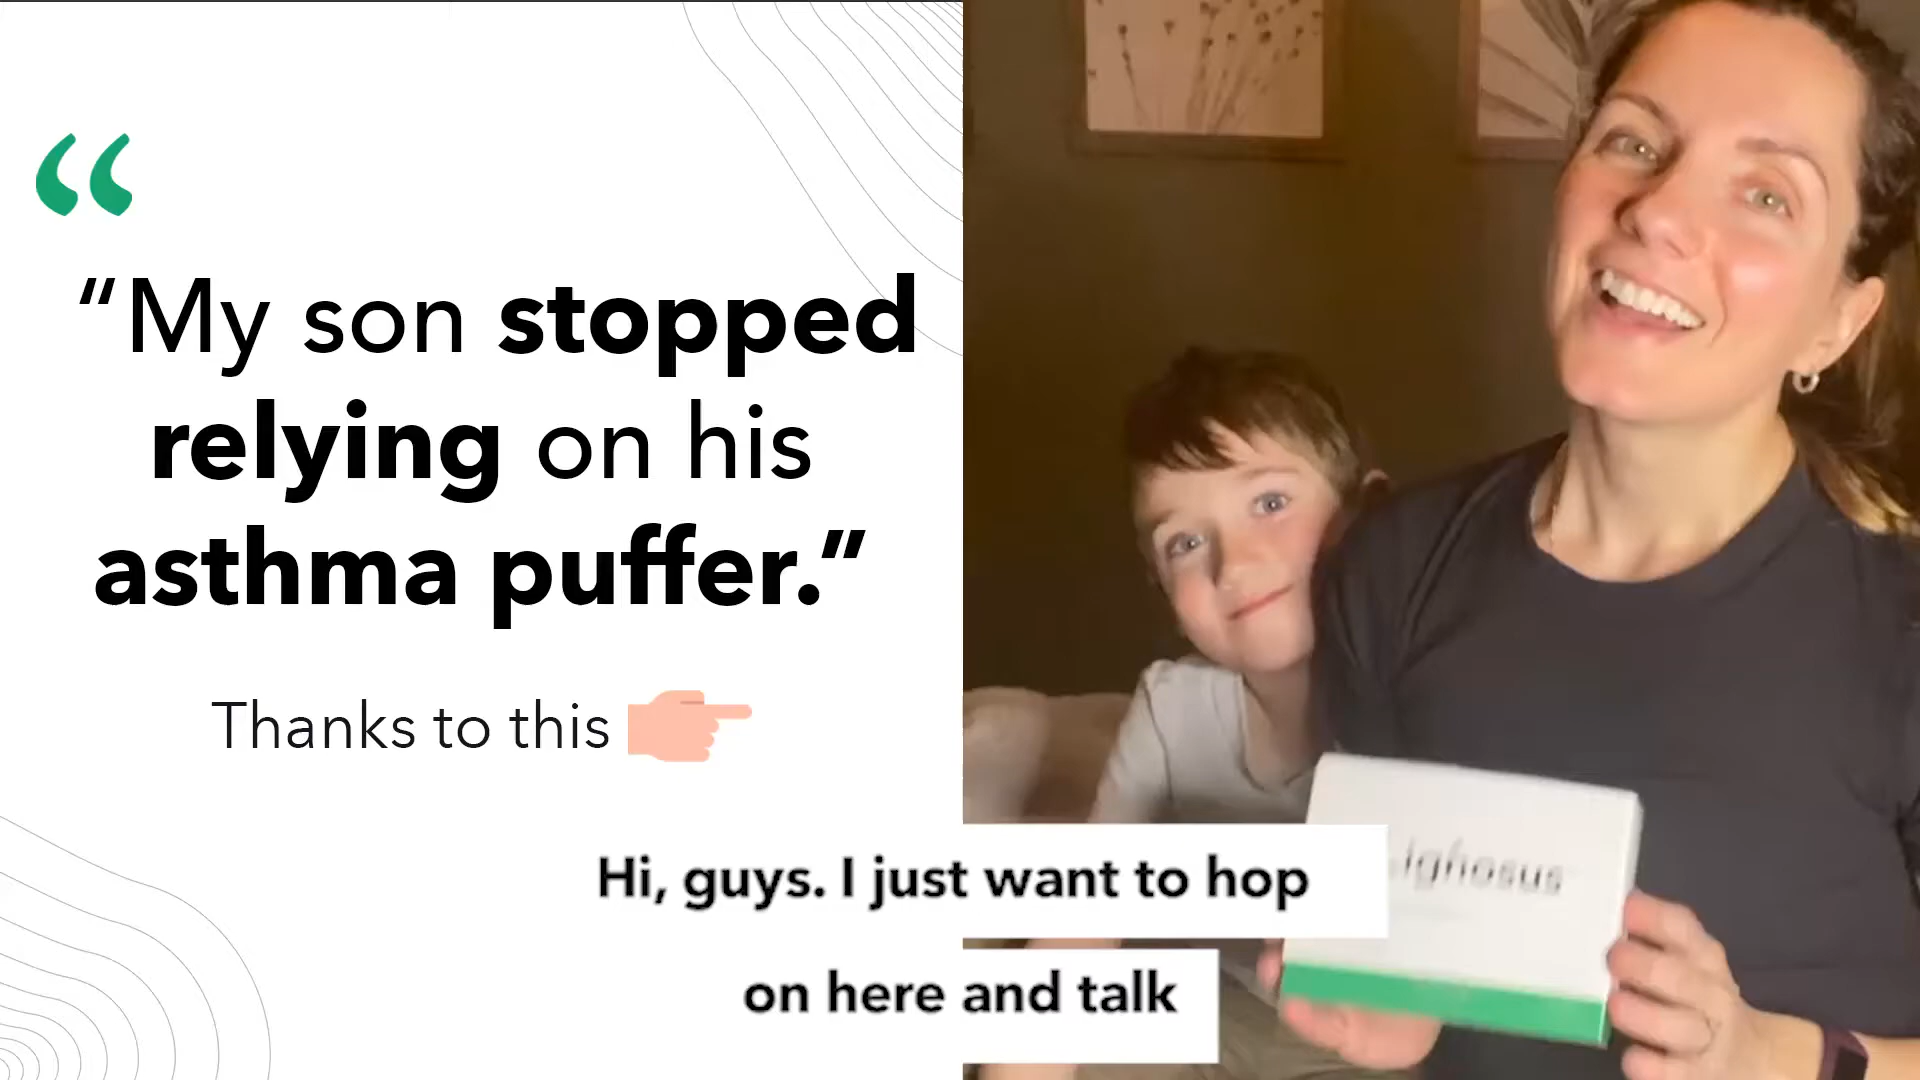 “
“My son stopped
relying on his
asthma puffer.”
Thanks to this
Hi, guys. I just want to hop
on here and talk